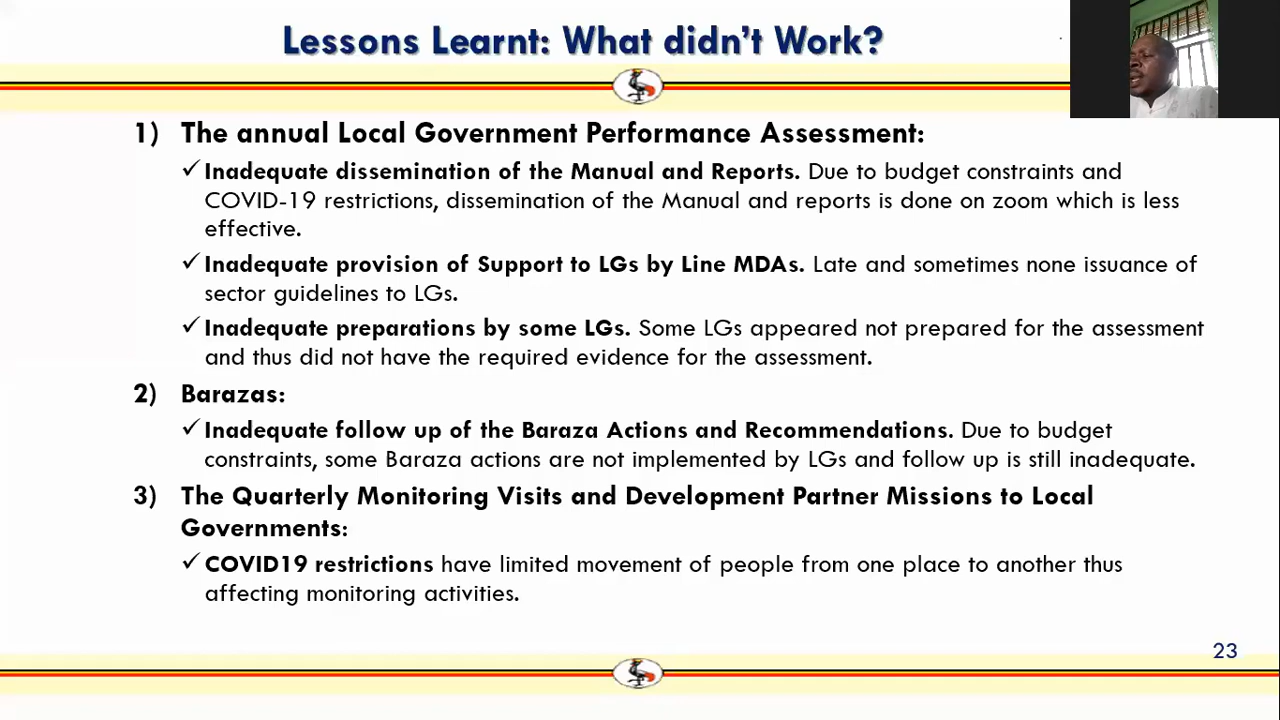 Lessons Learnt: What didn't Work?
1) The annual Local Government Performance Assessment:
✓ Inadequate dissemination of the Manual and Reports. Due to budget constraints and
COVID-19 restrictions, dissemination of the Manual and reports is done on zoom which is less
effective.
✓ Inadequate provision of Support to LGs by Line MDAs. Late and sometimes none issuance of
sector guidelines to LGs.
✓ Inadequate preparations by some LGs. Some LGs appeared not prepared for the assessment
and thus did not have the required evidence for the assessment.
2) Barazas:
✓ Inadequate follow up of the Baraza Actions and Recommendations. Due to budget
constraints, some Baraza actions are not implemented by LGs and follow up is still inadequate.
3) The Quarterly Monitoring Visits and Development Partner Missions to Local
Governments:
✓ COVID19 restrictions have limited movement of people from one place to another thus
affecting monitoring activities.
23